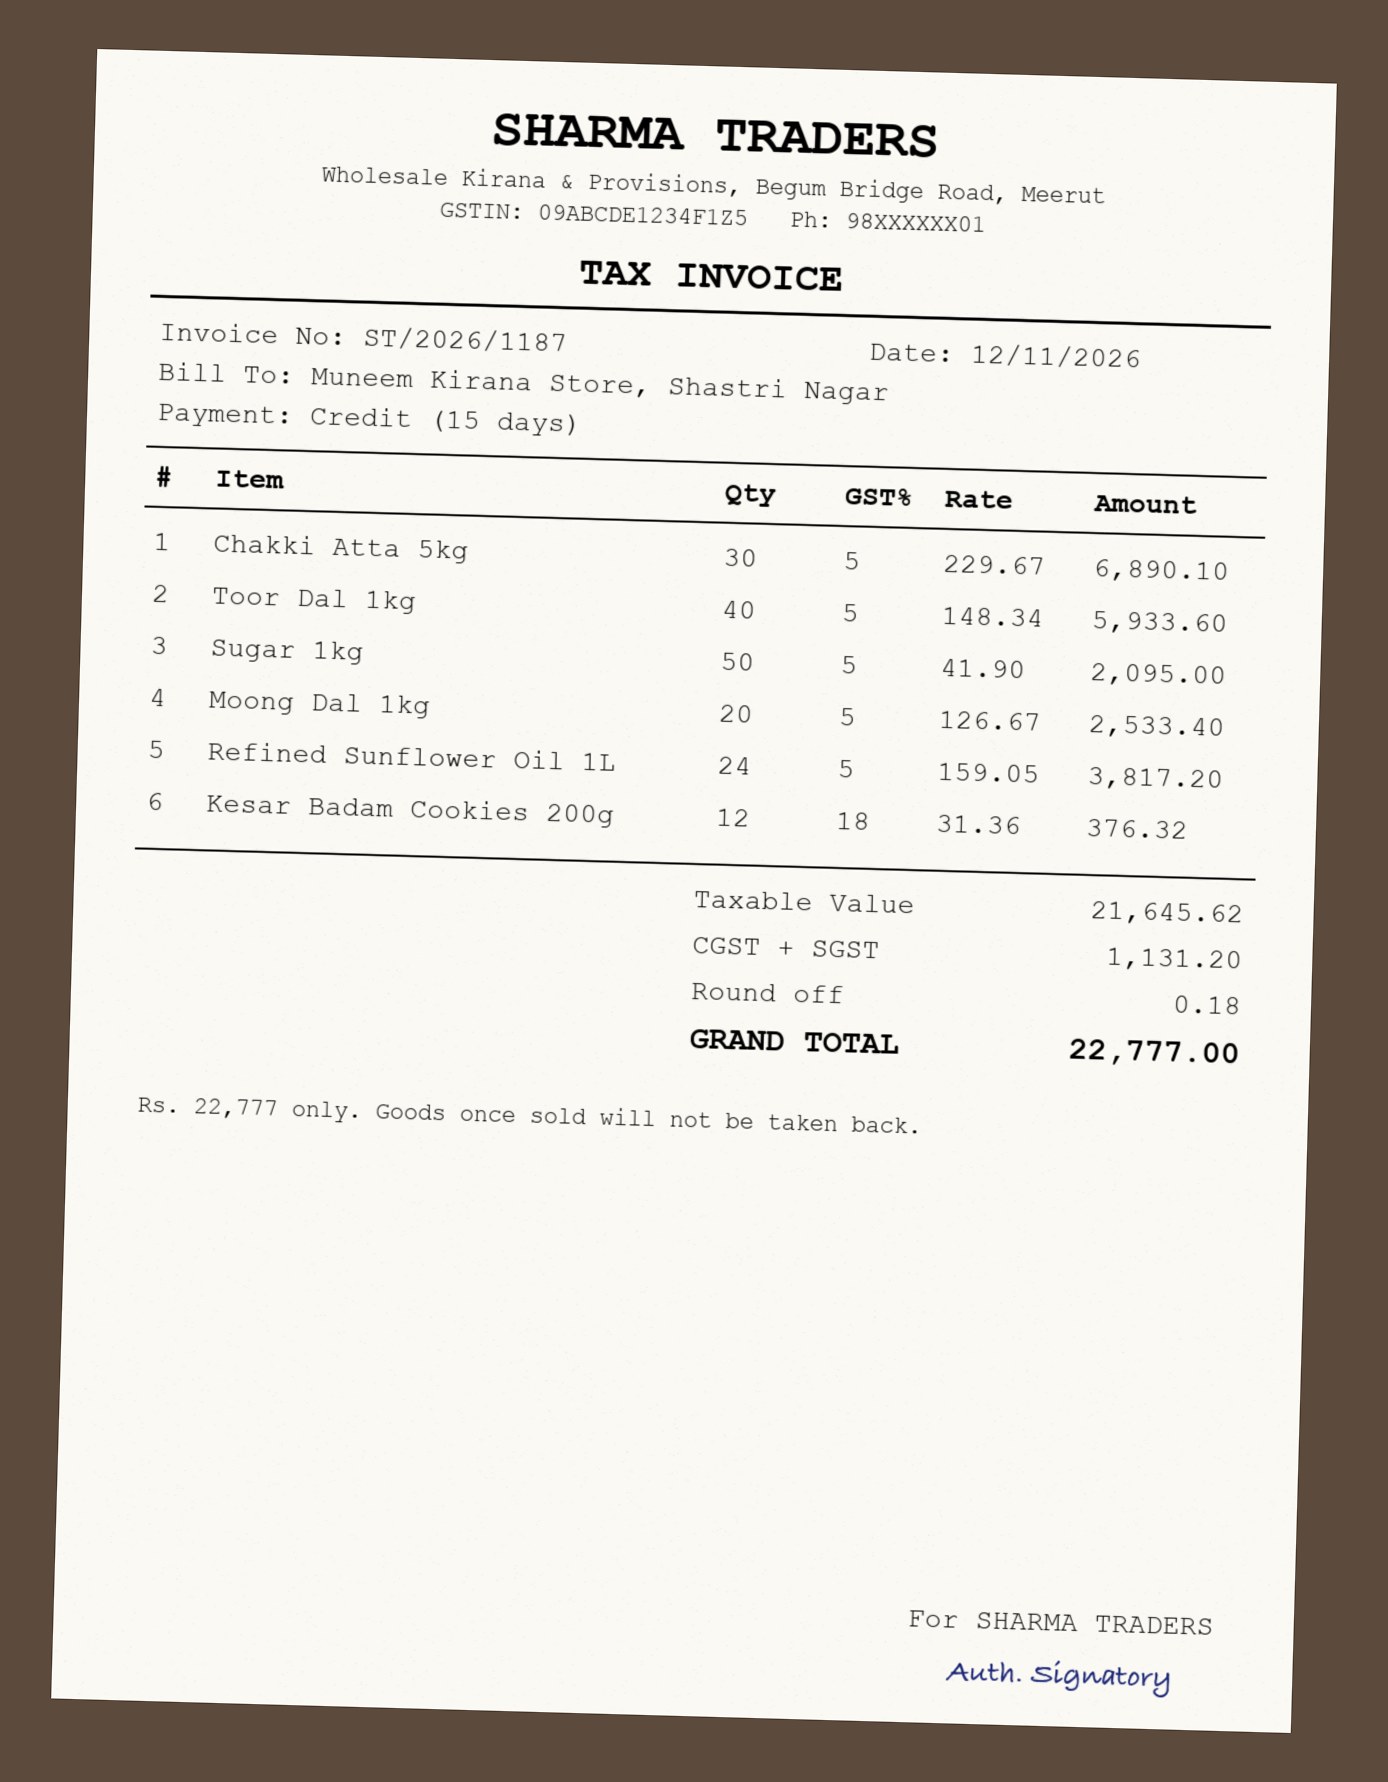 SHARMA TRADERS
Wholesale Kirana & Provisions, Begum Bridge Road, Meerut
GSTIN: 09ABCDE1234F1Z5 Ph: 98XXXXXX01
TAX INVOICE
Invoice No: ST/2026/1187 Date: 12/11/2026
Bill To: Muneem Kirana Store, Shastri Nagar
Payment: Credit (15 days)
# Item Qty GST% Rate Amount
1 Chakki Atta 5kg 30 5 229.67 6,890.10
2 Toor Dal 1kg 40 5 148.34 5,933.60
3 Sugar 1kg 50 5 41.90 2,095.00
4 Moong Dal 1kg 20 5 126.67 2,533.40
5 Refined Sunflower Oil 1L 24 5 159.05 3,817.20
6 Kesar Badam Cookies 200g 12 18 31.36 376.32
Taxable Value 21,645.62
CGST + SGST 1,131.20
Round off 0.18
GRAND TOTAL 22,777.00
Rs. 22,777 only. Goods once sold will not be taken back.
For SHARMA TRADERS
Auth. Signatory